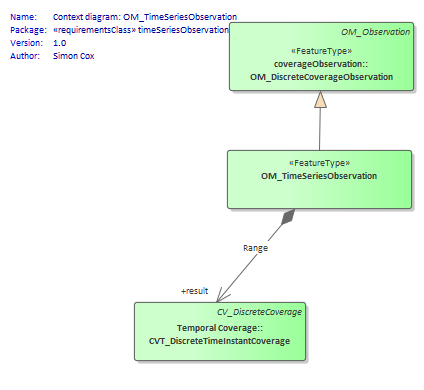 Name: Context diagram: OM_TimeSeriesObservation
Package: «requirementsClass» timeSeriesObservation
Version: 1.0
Author: Simon Cox
OM_Observation
«FeatureType»
coverageObservation::
OM_DiscreteCoverageObservation
«FeatureType»
OM_TimeSeriesObservation
Range
+result
CV_DiscreteCoverage
Temporal Coverage::
CVT_DiscreteTimeInstantCoverage